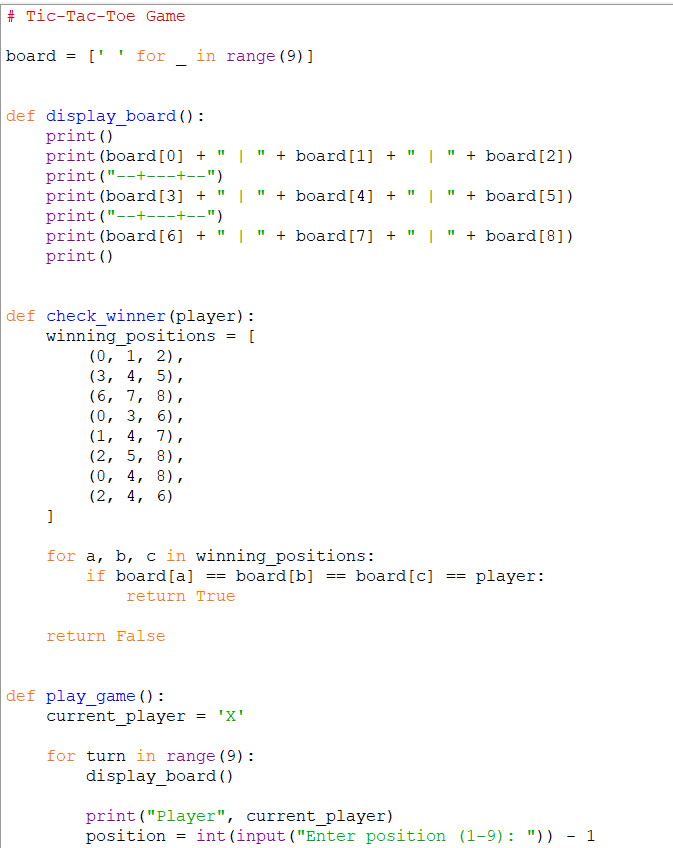 # Tic-Tac-Toe Game

board = [' ' for _ in range(9)]


def display_board():
    print()
    print(board[0] + " | " + board[1] + " | " + board[2])
    print("--+---+--")
    print(board[3] + " | " + board[4] + " | " + board[5])
    print("--+---+--")
    print(board[6] + " | " + board[7] + " | " + board[8])
    print()


def check_winner(player):
    winning_positions = [
        (0, 1, 2),
        (3, 4, 5),
        (6, 7, 8),
        (0, 3, 6),
        (1, 4, 7),
        (2, 5, 8),
        (0, 4, 8),
        (2, 4, 6)
    ]

    for a, b, c in winning_positions:
        if board[a] == board[b] == board[c] == player:
            return True

    return False


def play_game():
    current_player = 'X'

    for turn in range(9):
        display_board()

        print("Player", current_player)
        position = int(input("Enter position (1-9): ")) - 1